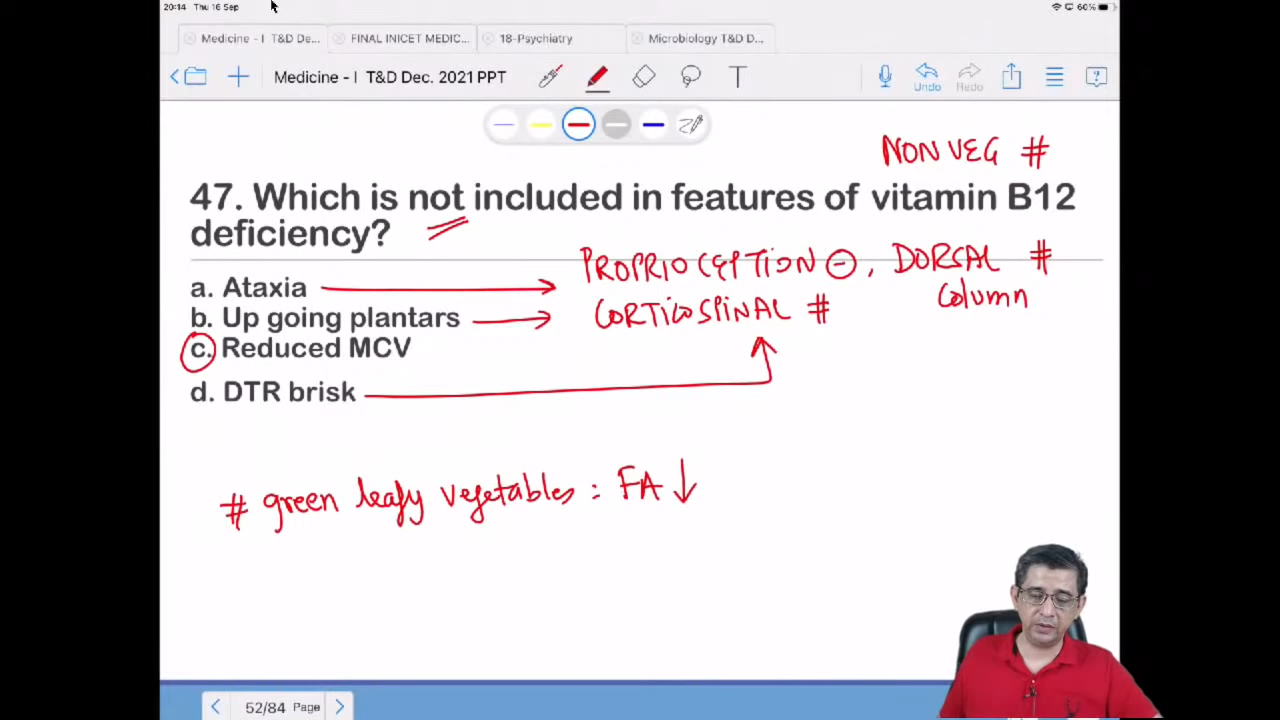 20:14 Thu 16 Sep
60%
Medicine - I T&D De...
FINAL INICET MEDIC...
18-Psychiatry
Microbiology T&D D...
Medicine - I T&D Dec. 2021 PPT
T
Undo
Redo
NON VEG #
47. Which is not included in features of vitamin B12
deficiency?
PROPRIOCEPTION ⊖, DORSAL #
column
a. Ataxia
CORTICOSPINAL #
b. Up going plantars
c. Reduced MCV
d. DTR brisk
# green leafy vegetables : FA ↓
52/84 Page